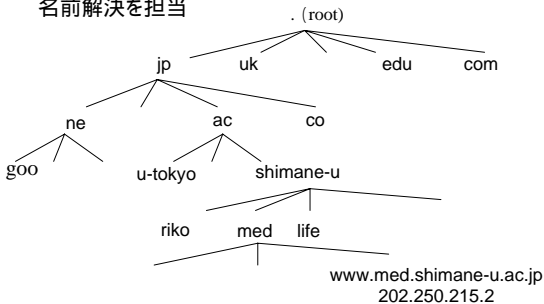 名前解決を担当
. (root)
jp uk edu com
ne ac co
goo u-tokyo shimane-u
riko med life
www.med.shimane-u.ac.jp
202.250.215.2